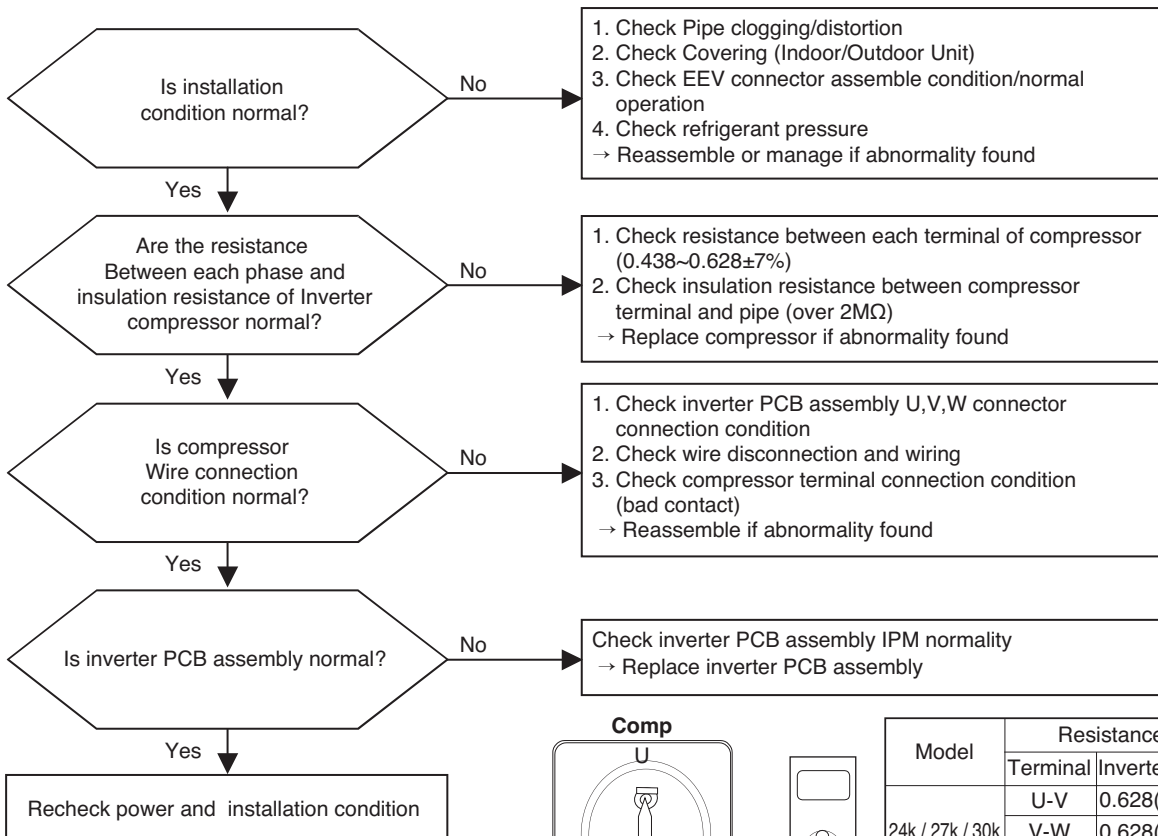 Is installation
condition normal?
No
1. Check Pipe clogging/distortion
2. Check Covering (Indoor/Outdoor Unit)
3. Check EEV connector assemble condition/normal
operation
4. Check refrigerant pressure
→ Reassemble or manage if abnormality found
Yes
Are the resistance
Between each phase and
insulation resistance of Inverter
compressor normal?
No
1. Check resistance between each terminal of compressor
(0.438~0.628±7%)
2. Check insulation resistance between compressor
terminal and pipe (over 2MΩ)
→ Replace compressor if abnormality found
Yes
Is compressor
Wire connection
condition normal?
No
1. Check inverter PCB assembly U,V,W connector
connection condition
2. Check wire disconnection and wiring
3. Check compressor terminal connection condition
(bad contact)
→ Reassemble if abnormality found
Yes
Is inverter PCB assembly normal?
No
Check inverter PCB assembly IPM normality
→ Replace inverter PCB assembly
Yes
Recheck power and installation condition
Comp
U
Model
Resistance
Terminal
U-V
0.628(
24k / 27k / 30k
V-W
0.628(